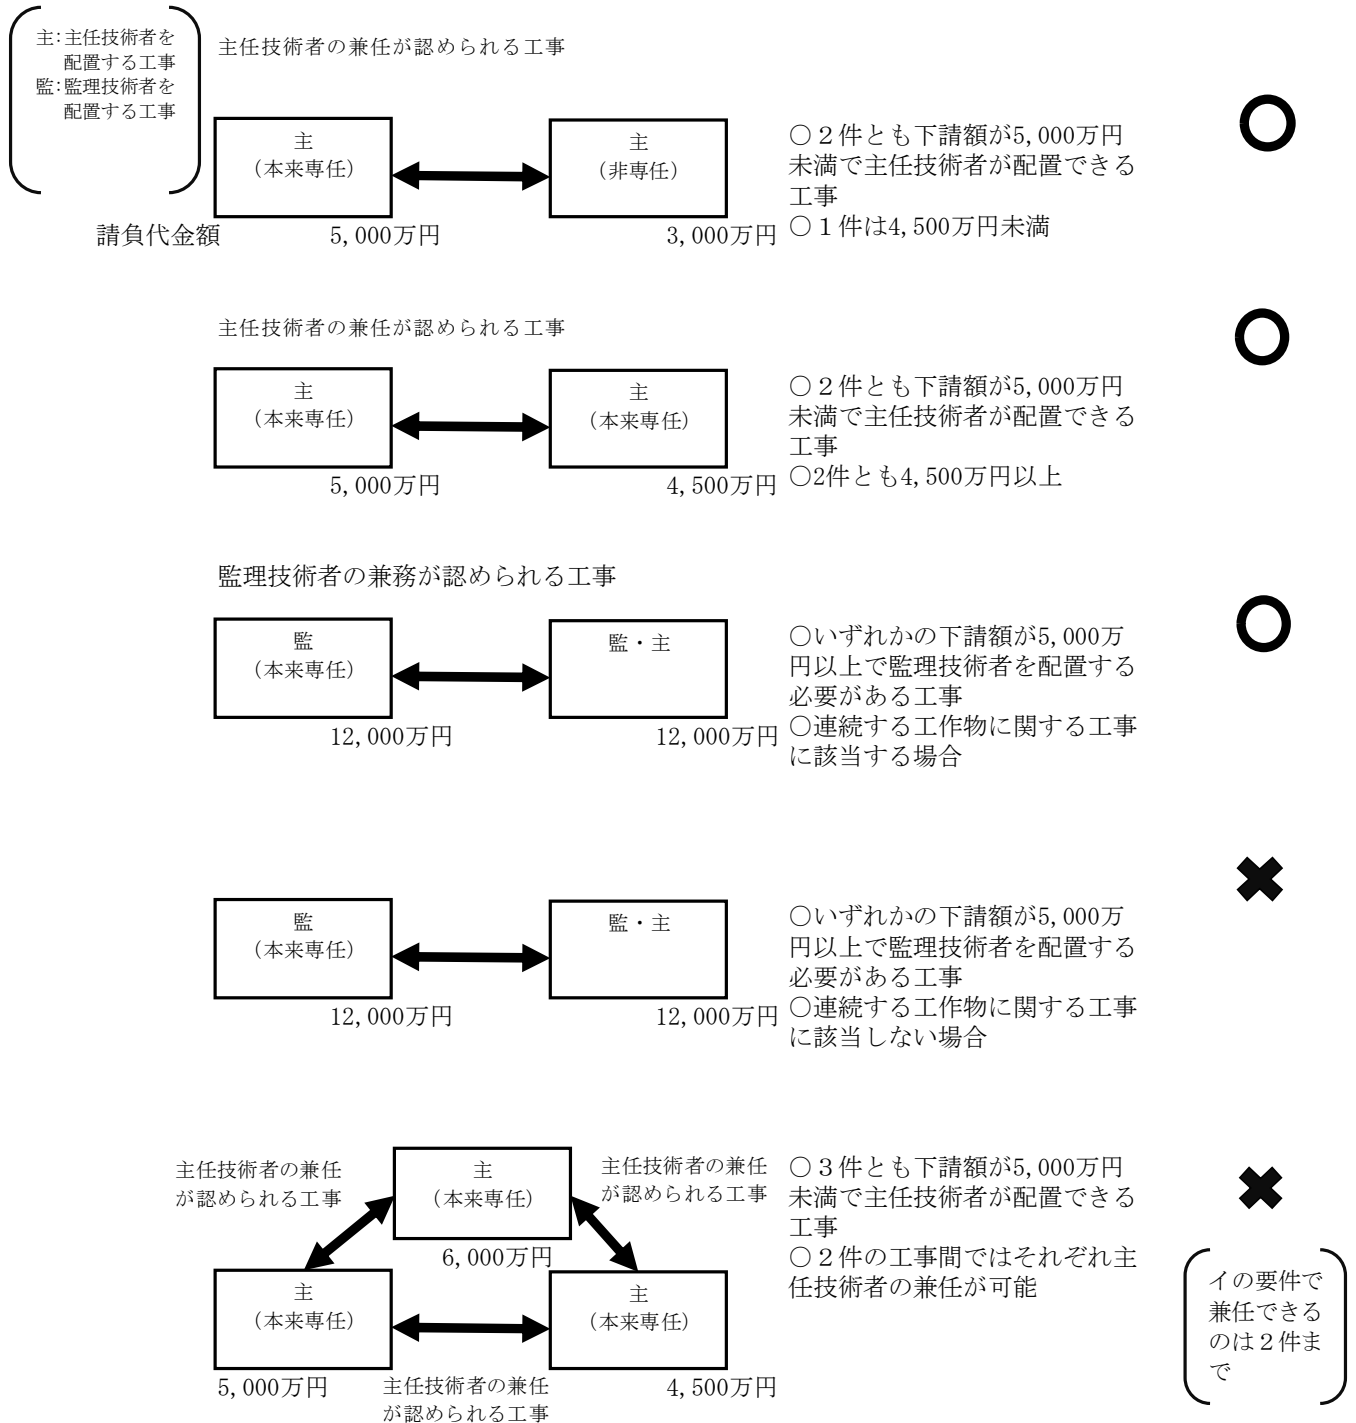 主:主任技術者を
配置する工事
監:監理技術者を
配置する工事
主任技術者の兼任が認められる工事
主
（本来専任）
主
（非専任）
請負代金額
5,000万円
3,000万円
○２件とも下請額が5,000万円
未満で主任技術者が配置できる
工事
○１件は4,500万円未満
主任技術者の兼任が認められる工事
主
（本来専任）
主
（本来専任）
5,000万円
4,500万円
○２件とも下請額が5,000万円
未満で主任技術者が配置できる
工事
○2件とも4,500万円以上
監理技術者の兼務が認められる工事
監
（本来専任）
監・主
12,000万円
12,000万円
○いずれかの下請額が5,000万
円以上で監理技術者を配置する
必要がある工事
○連続する工作物に関する工事
に該当する場合
監
（本来専任）
監・主
12,000万円
12,000万円
○いずれかの下請額が5,000万
円以上で監理技術者を配置する
必要がある工事
○連続する工作物に関する工事
に該当しない場合
主任技術者の兼任
が認められる工事
主
（本来専任）
6,000万円
主任技術者の兼任
が認められる工事
主
（本来専任）
5,000万円
主
（本来専任）
4,500万円
主任技術者の兼任
が認められる工事
○３件とも下請額が5,000万円
未満で主任技術者が配置できる
工事
○２件の工事間ではそれぞれ主
任技術者の兼任が可能
イの要件で
兼任できる
のは２件ま
で